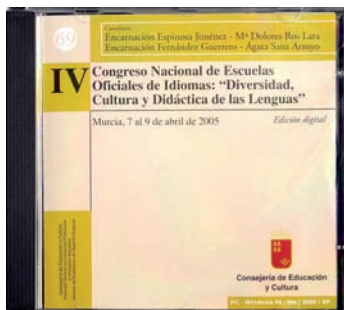 69
Coordinan:
Encarnación Espinosa Jiménez - Mª Dolores Ros Lara
Encarnación Fernández Guerrero - Ágata Sanz Arroyo
IV Congreso Nacional de Escuelas
Oficiales de Idiomas: “Diversidad,
Cultura y Didáctica de las Lenguas”
Murcia, 7 al 9 de abril de 2005 Edición digital
Consejería de Educación
y Cultura